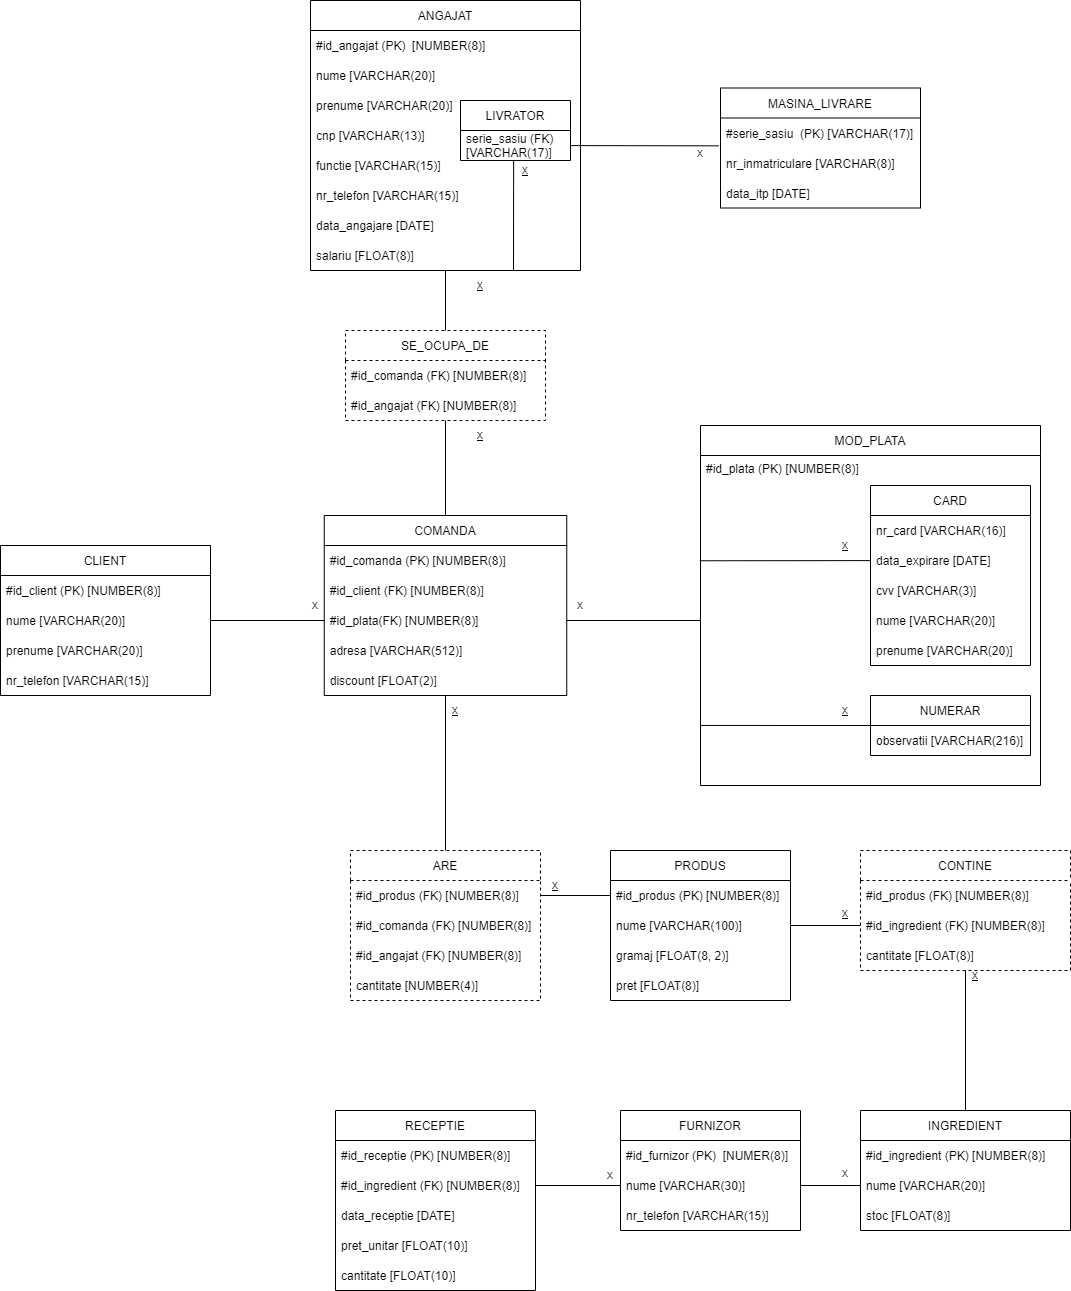 ANGAJAT
#id_angajat (PK)  [NUMBER(8)]
nume [VARCHAR(20)]
prenume [VARCHAR(20)]
cnp [VARCHAR(13)]
functie [VARCHAR(15)]
nr_telefon [VARCHAR(15)]
data_angajare [DATE]
salariu [FLOAT(8)]
LIVRATOR
serie_sasiu (FK)
[VARCHAR(17)]
x
x
MASINA_LIVRARE
#serie_sasiu  (PK) [VARCHAR(17)]
nr_inmatriculare [VARCHAR(8)]
data_itp [DATE]
x
SE_OCUPA_DE
#id_comanda (FK) [NUMBER(8)]
#id_angajat (FK) [NUMBER(8)]
x
MOD_PLATA
#id_plata (PK) [NUMBER(8)]
CARD
nr_card [VARCHAR(16)]
data_expirare [DATE]
cvv [VARCHAR(3)]
nume [VARCHAR(20)]
prenume [VARCHAR(20)]
x
NUMERAR
observatii [VARCHAR(216)]
x
COMANDA
#id_comanda (PK) [NUMBER(8)]
#id_client (FK) [NUMBER(8)]
#id_plata(FK) [NUMBER(8)]
adresa [VARCHAR(512)]
discount [FLOAT(2)]
x
x
CLIENT
#id_client (PK) [NUMBER(8)]
nume [VARCHAR(20)]
prenume [VARCHAR(20)]
nr_telefon [VARCHAR(15)]
x
ARE
#id_produs (FK) [NUMBER(8)]
#id_comanda (FK) [NUMBER(8)]
#id_angajat (FK) [NUMBER(8)]
cantitate [NUMBER(4)]
x
PRODUS
#id_produs (PK) [NUMBER(8)]
nume [VARCHAR(100)]
gramaj [FLOAT(8, 2)]
pret [FLOAT(8)]
x
CONTINE
#id_produs (FK) [NUMBER(8)]
#id_ingredient (FK) [NUMBER(8)]
cantitate [FLOAT(8)]
x
RECEPTIE
#id_receptie (PK) [NUMBER(8)]
#id_ingredient (FK) [NUMBER(8)]
data_receptie [DATE]
pret_unitar [FLOAT(10)]
cantitate [FLOAT(10)]
x
FURNIZOR
#id_furnizor (PK)  [NUMER(8)]
nume [VARCHAR(30)]
nr_telefon [VARCHAR(15)]
x
INGREDIENT
#id_ingredient (PK) [NUMBER(8)]
nume [VARCHAR(20)]
stoc [FLOAT(8)]